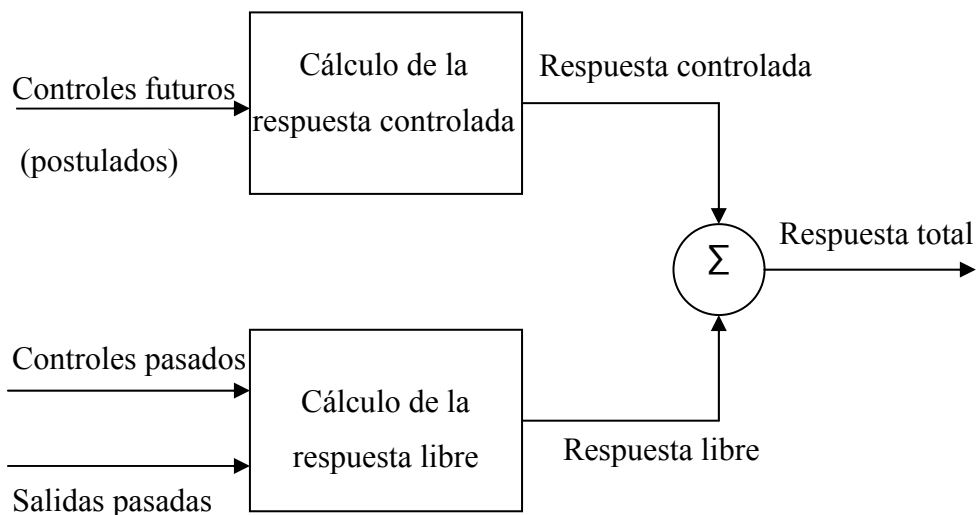 Controles futuros
(postulados)
Cálculo de la
respuesta controlada
Respuesta controlada
Σ
Respuesta total
Controles pasados
Salidas pasadas
Cálculo de la
respuesta libre
Respuesta libre